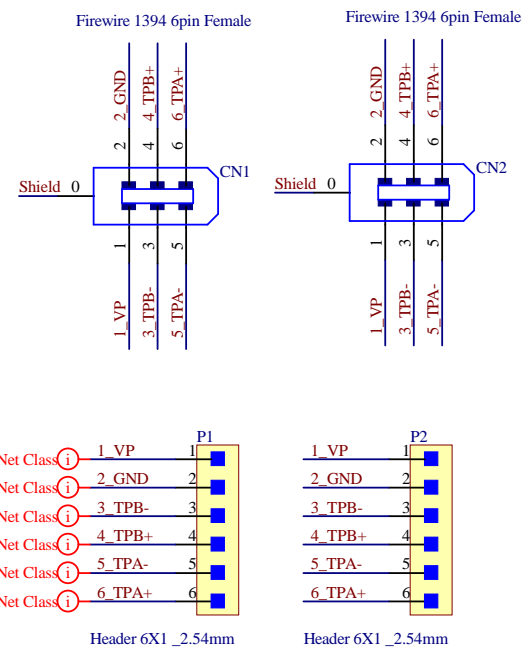 Firewire 1394 6pin Female
2_GND
4_TPB+
6_TPA+
2
4
6
CN1
Shield 0
1
3
5
1_VP
3_TPB-
5_TPA-
Firewire 1394 6pin Female
2_GND
4_TPB+
6_TPA+
2
4
6
CN2
Shield 0
1
3
5
1_VP
3_TPB-
5_TPA-
P1
Net Class i 1_VP 1
Net Class i 2_GND 2
Net Class i 3_TPB- 3
Net Class i 4_TPB+ 4
Net Class i 5_TPA- 5
Net Class i 6_TPA+ 6
Header 6X1 _2.54mm
P2
1_VP 1
2_GND 2
3_TPB- 3
4_TPB+ 4
5_TPA- 5
6_TPA+ 6
Header 6X1 _2.54mm